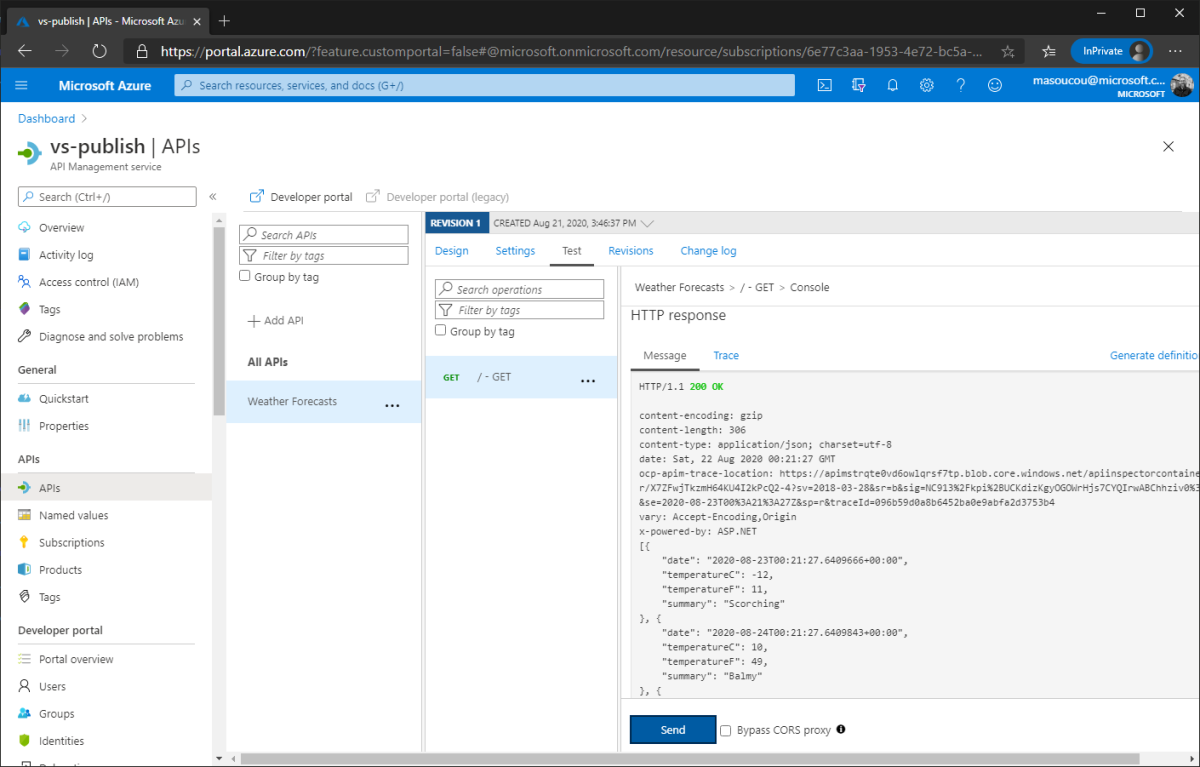 vs-publish | APIs - Microsoft Azu
https://portal.azure.com/?feature.customportal=false#@microsoft.onmicrosoft.com/resource/subscriptions/6e77c3aa-1953-4e72-bc5a-...
InPrivate
Microsoft Azure
Search resources, services, and docs (G+/)
masoucou@microsoft.c...
MICROSOFT
Dashboard
vs-publish | APIs
API Management service
Search (Ctrl+/)
Overview
Activity log
Access control (IAM)
Tags
Diagnose and solve problems
General
Quickstart
Properties
APIs
APIs
Named values
Subscriptions
Products
Tags
Developer portal
Portal overview
Users
Groups
Identities
Developer portal
Developer portal (legacy)
Search APIs
Filter by tags
Group by tag
Add API
All APIs
Weather Forecasts
...
REVISION 1
CREATED Aug 21, 2020, 3:46:37 PM
Design Settings Test Revisions Change log
Search operations
Filter by tags
Group by tag
GET / - GET ...
Weather Forecasts > / - GET > Console
HTTP response
Message Trace Generate definitio
HTTP/1.1 200 OK
content-encoding: gzip
content-length: 306
content-type: application/json; charset=utf-8
date: Sat, 22 Aug 2020 00:21:27 GMT
ocp-apim-trace-location: https://apimstrqte0vd6owlqrsf7tp.blob.core.windows.net/apiinspectorcontaine
r/X7ZFwjTkzmH64KU4I2kPcQ2-4?sv=2018-03-28&sr=b&sig=NC913%2Fkpi%2BUCKdizKgyOGOWrHjs7CYQIrwABChhziv0%3
&se=2020-08-23T00%3A21%3A27Z&sp=r&traceId=096b59d0a8b6452ba0e9abfa2d3753b4
vary: Accept-Encoding,Origin
x-powered-by: ASP.NET
[{
"date": "2020-08-23T00:21:27.6409666+00:00",
"temperatureC": -12,
"temperatureF": 11,
"summary": "Scorching"
}, {
"date": "2020-08-24T00:21:27.6409843+00:00",
"temperatureC": 10,
"temperatureF": 49,
"summary": "Balmy"
}, {
Send
Bypass CORS proxy